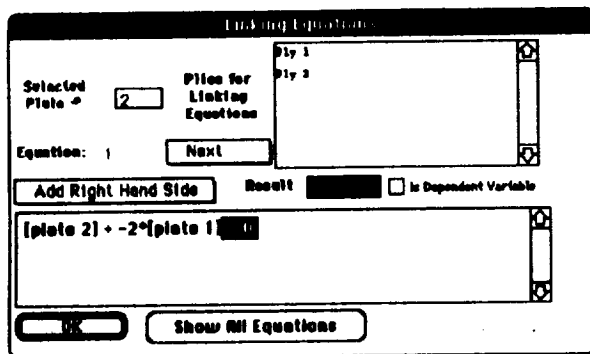 Linking Equations
Ply 1
Ply 2
Selected Plate #
2
Plies for Linking Equations
Equation: 1
Next
Add Right Hand Side
Result
Is Dependent Variable
[plate 2] + -2*[plate 1]
OK
Show All Equations